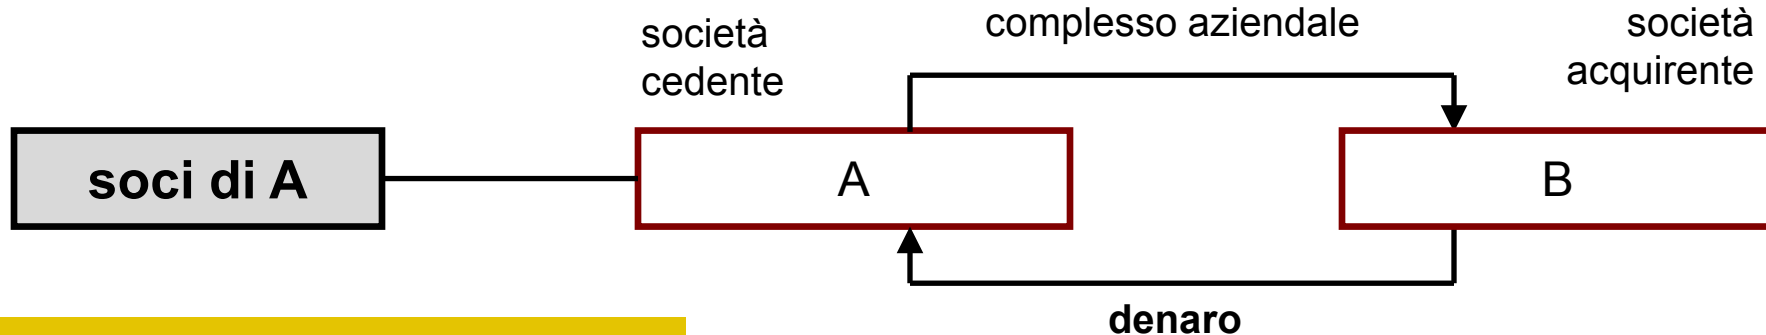 società
cedente
complesso aziendale
società
acquirente
soci di A
A
B
denaro